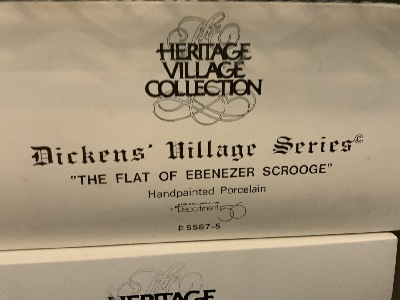 The
HERITAGE
VILLAGE
COLLECTION
Dickens' Village Series©
"THE FLAT OF EBENEZER SCROOGE"
Handpainted Porcelain
Department 56
#5587-5
The
HERITAGE